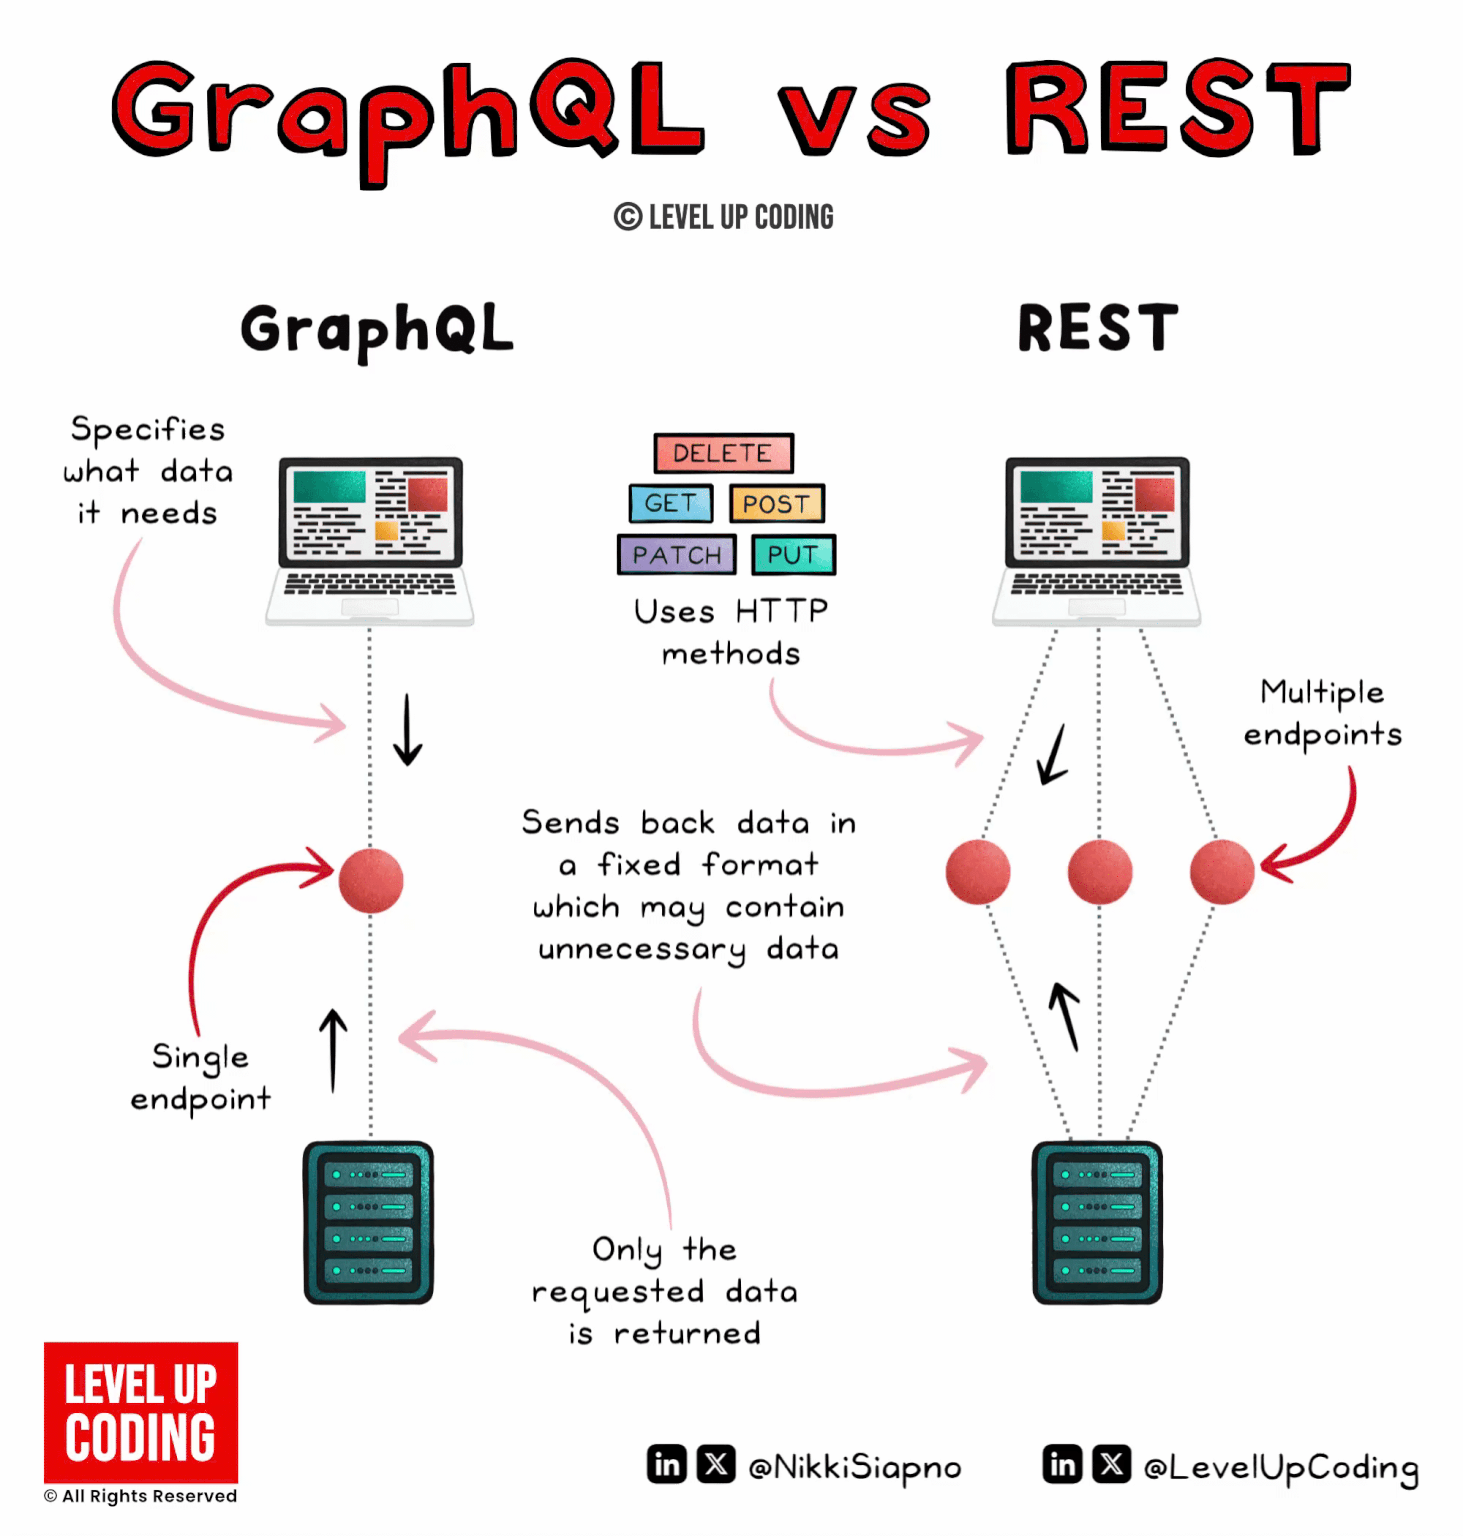 GraphQL vs REST
© LEVEL UP CODING
GraphQL
Specifies
what data
it needs
Single
endpoint
Only the
requested data
is returned
REST
DELETE
GET POST
PATCH PUT
Uses HTTP
methods
Multiple
endpoints
Sends back data in
a fixed format
which may contain
unnecessary data
LEVEL UP
CODING
© All Rights Reserved
in X @NikkiSiapno
in X @LevelUpCoding